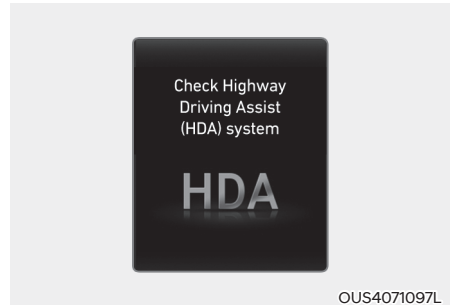 Check Highway
Driving Assist
(HDA) system
HDA
OUS4071097L